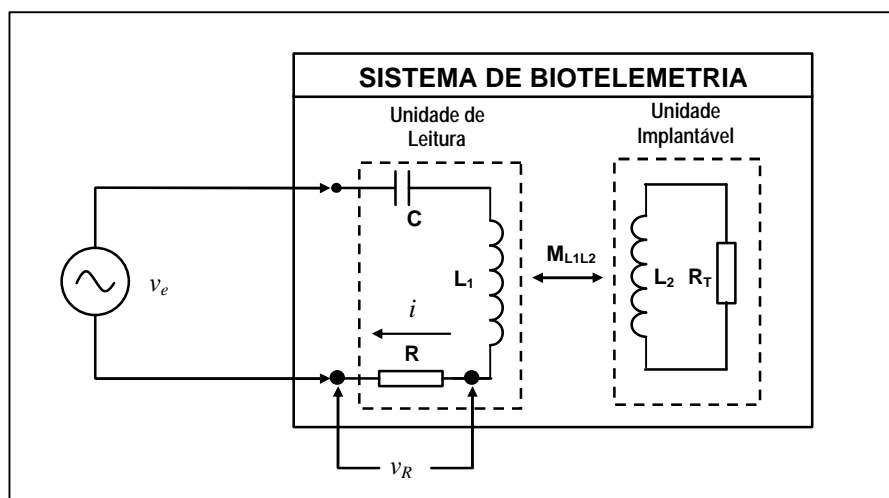 SISTEMA DE BIOTELEMETRIA
Unidade de
Leitura
Unidade
Implantável
C
L1
ML1L2
L2
RT
ve
i
R
vR